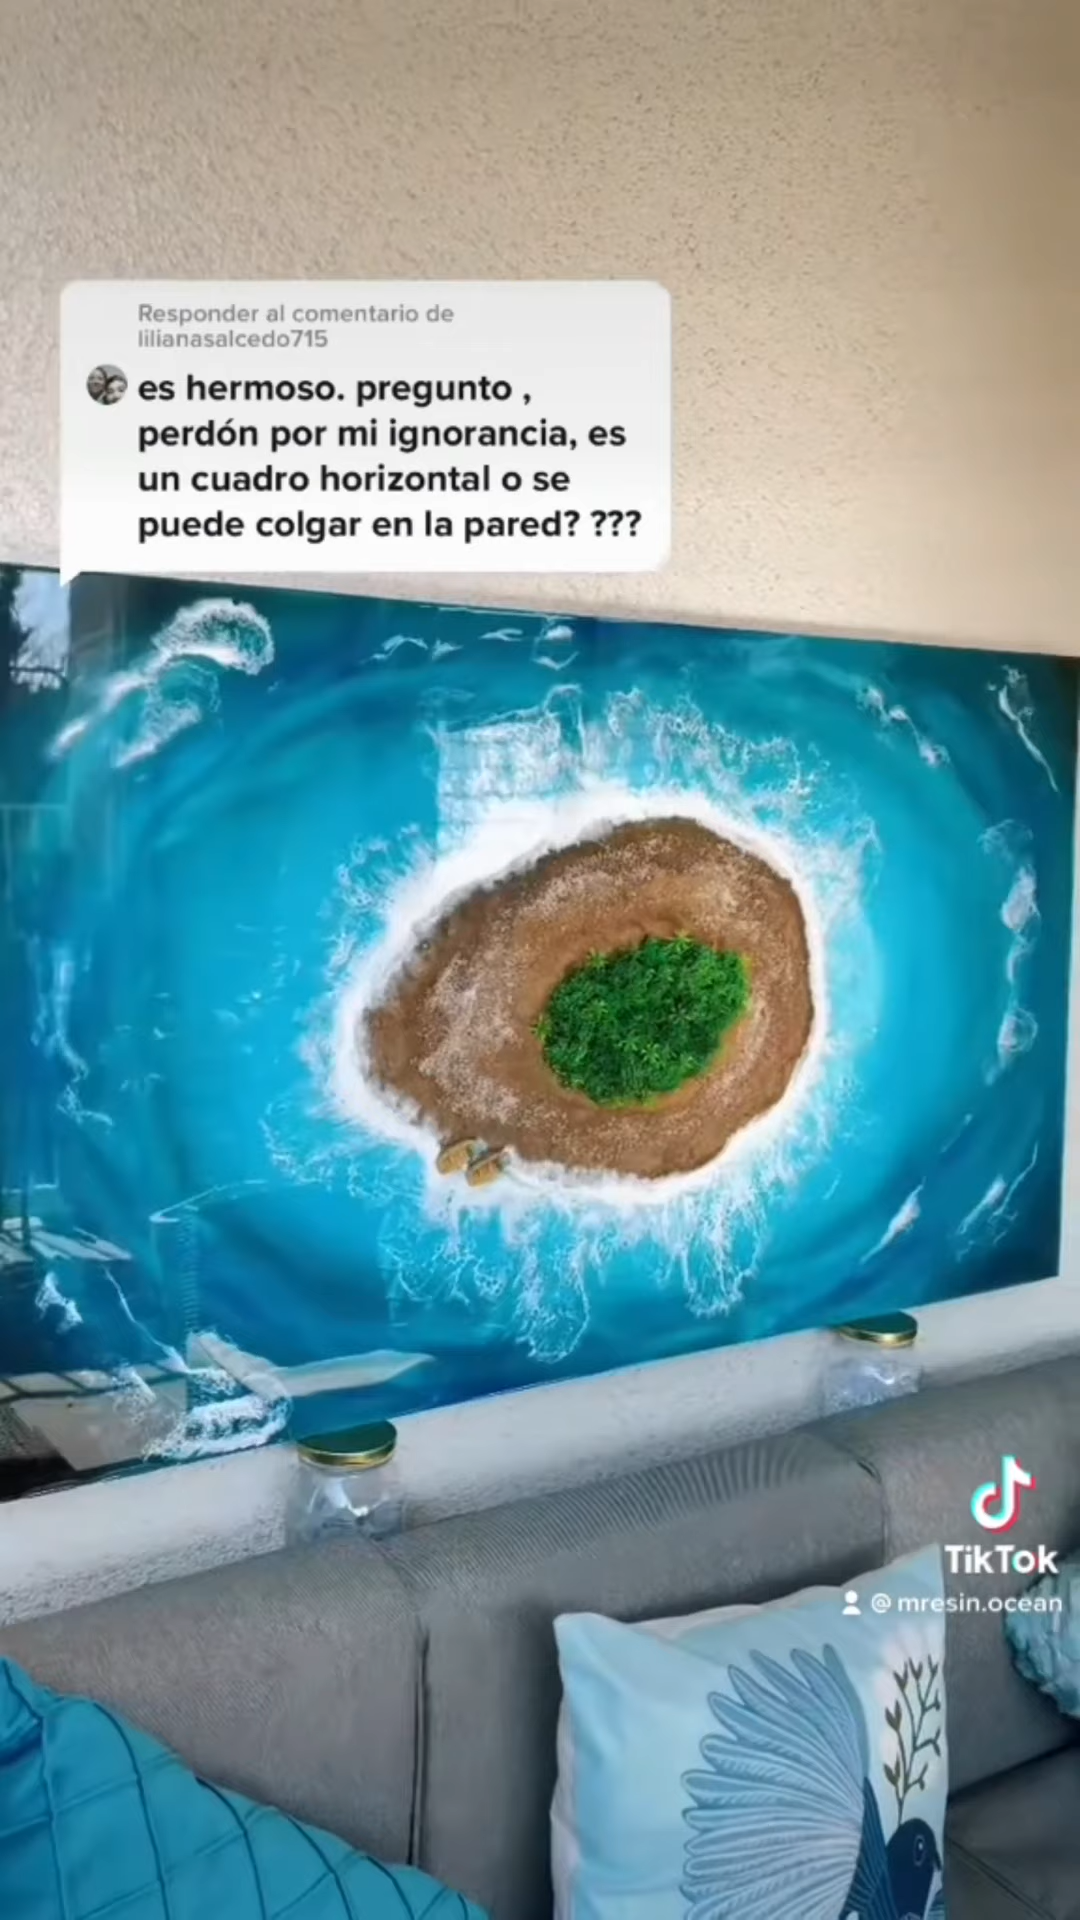 Responder al comentario de
lilianasalcedo715
es hermoso. pregunto ,
perdón por mi ignorancia, es
un cuadro horizontal o se
puede colgar en la pared? ???
TikTok
@mresin.ocean